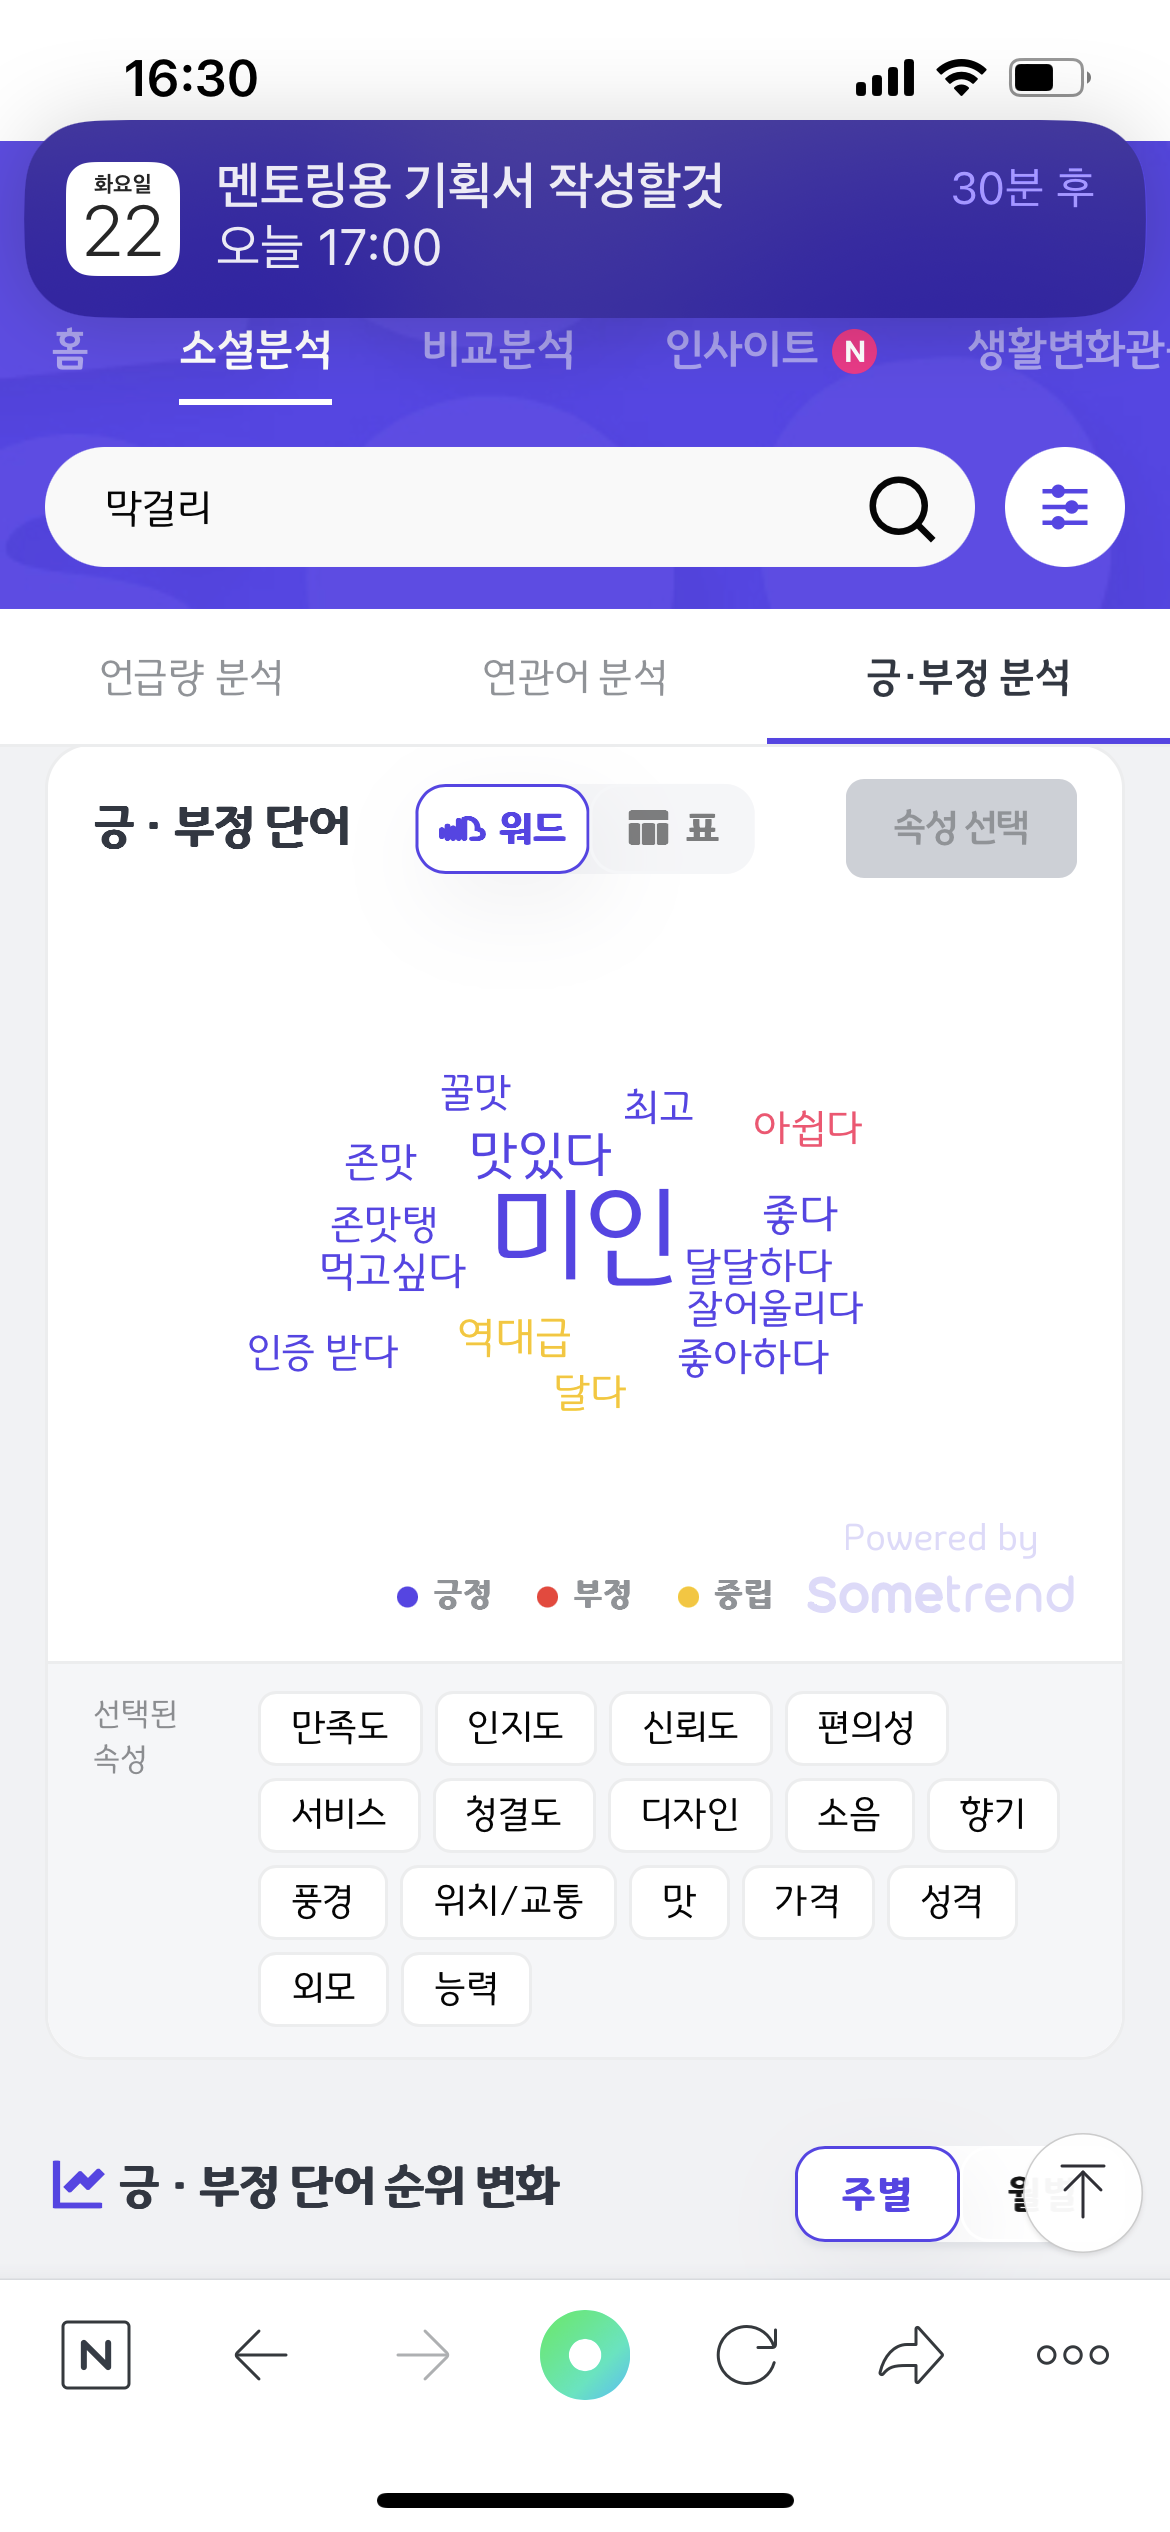 16:30
화요일
22
멘토링용 기획서 작성할것
30분 후
오늘 17:00
홈 소셜분석 비교분석 인사이트 N 생활변화관
막걸리
언급량 분석 연관어 분석 긍·부정 분석
긍 · 부정 단어 워드 표 속성 선택
꿀맛
최고
아쉽다
맛있다
존맛
미인
좋다
존맛탱
먹고싶다
달달하다
잘어울리다
역대급
인증 받다
좋아하다
달다
Powered by
Sometrend
긍정 부정 중립
선택된
속성
만족도 인지도 신뢰도 편의성
서비스 청결도 디자인 소음 향기
풍경 위치/교통 맛 가격 성격
외모 능력
긍 · 부정 단어 순위 변화 주별 월별
N